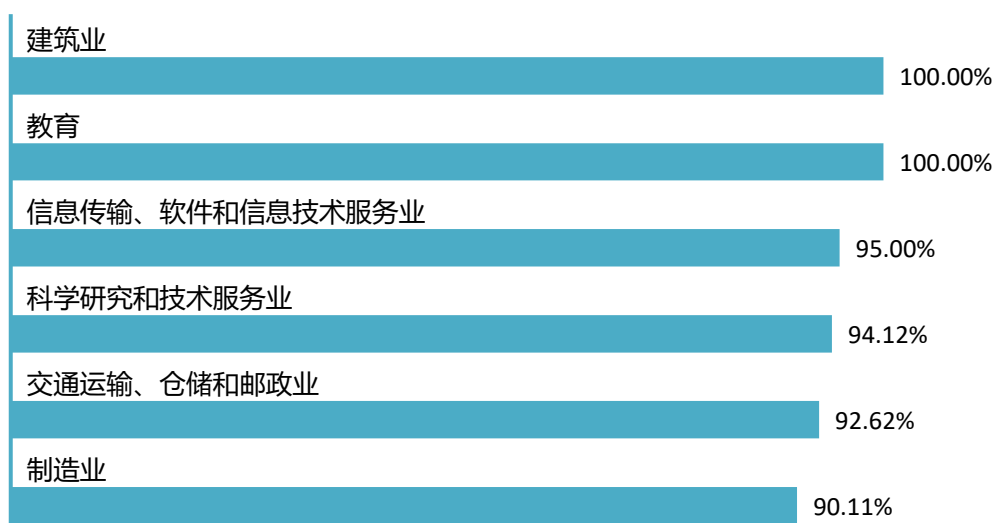 建筑业
100.00%
教育
100.00%
信息传输、软件和信息技术服务业
95.00%
科学研究和技术服务业
94.12%
交通运输、仓储和邮政业
92.62%
制造业
90.11%